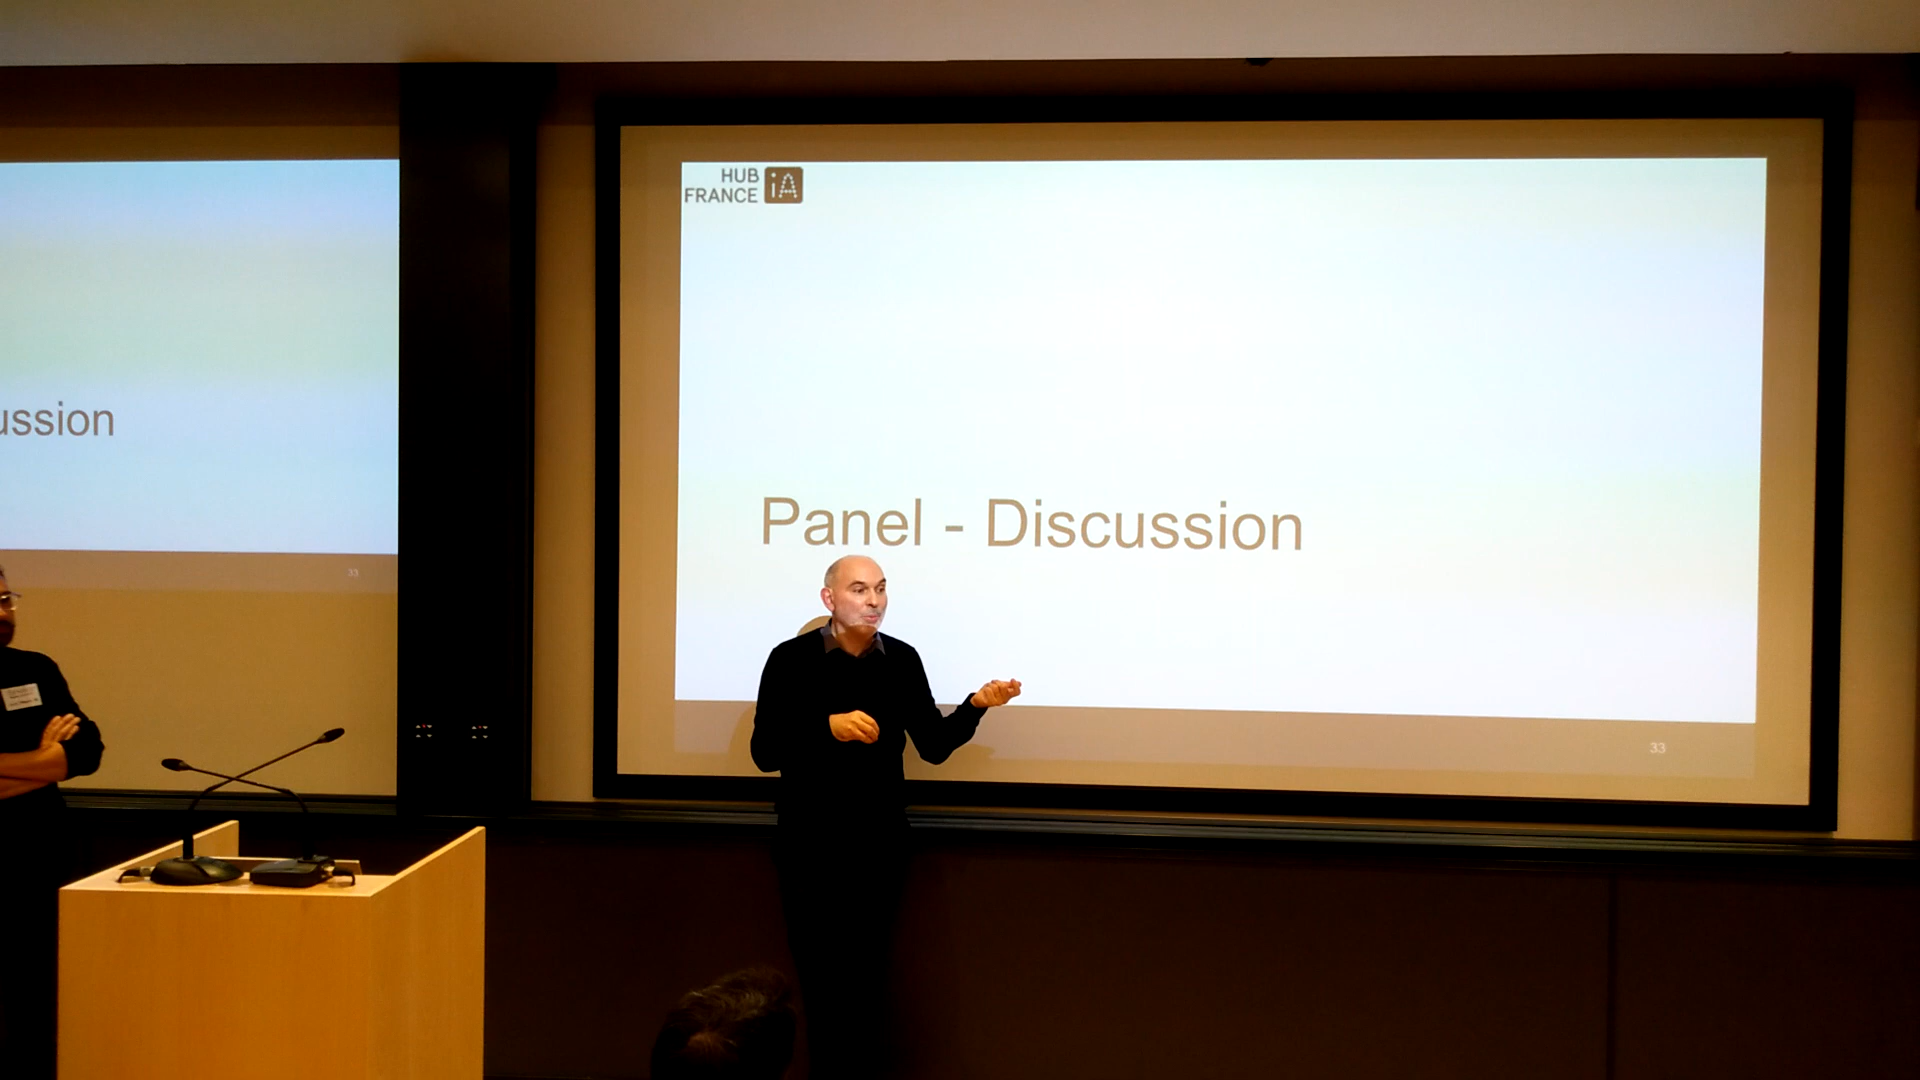 HUB
FRANCE iA
Panel - Discussion
33
ussion
33